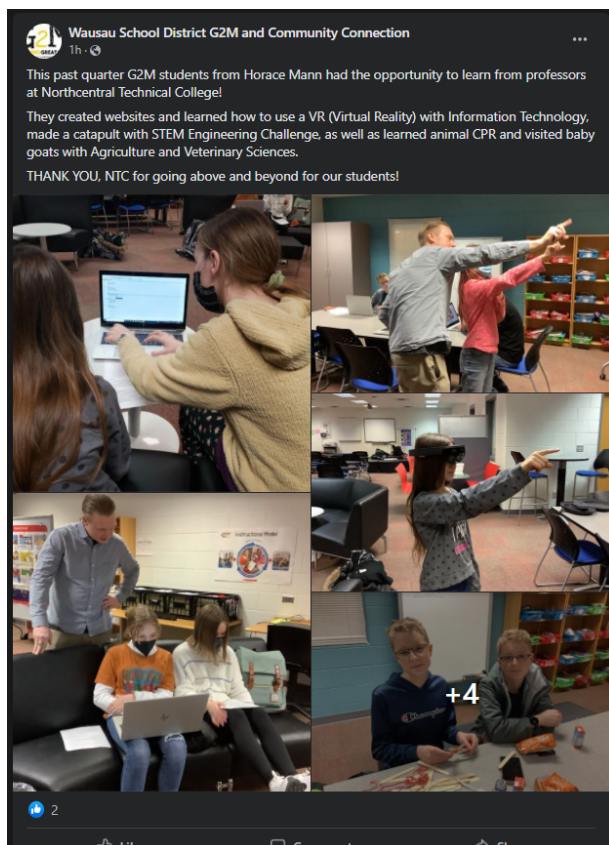 G2M
GREAT
Wausau School District G2M and Community Connection
1h
This past quarter G2M students from Horace Mann had the opportunity to learn from professors
at Northcentral Technical College!
They created websites and learned how to use a VR (Virtual Reality) with Information Technology,
made a catapult with STEM Engineering Challenge, as well as learned animal CPR and visited baby
goats with Agriculture and Veterinary Sciences.
THANK YOU, NTC for going above and beyond for our students!
Instructional Model
Champion
+4
2